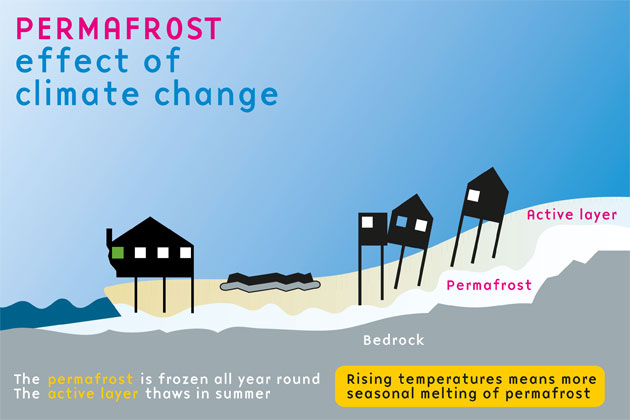 PERMAFROST
effect of
climate change
Active layer
Permafrost
Bedrock
The permafrost is frozen all year round
The active layer thaws in summer
Rising temperatures means more
seasonal melting of permafrost